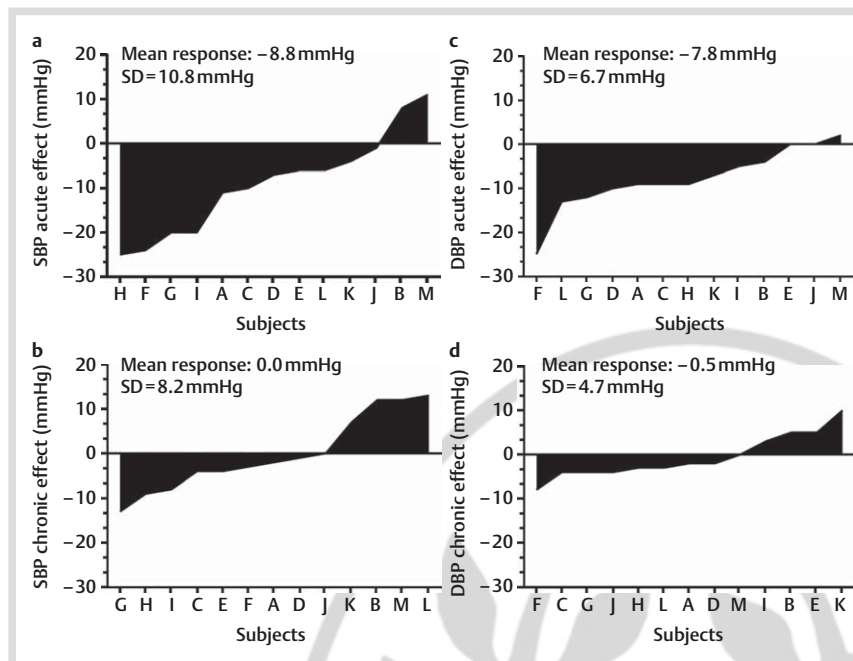 a
Mean response: −8.8 mmHg
SD = 10.8 mmHg
SBP acute effect (mmHg)
20
10
0
−10
−20
−30
H F G I A C D E L K J B M
Subjects
b
Mean response: 0.0 mmHg
SD = 8.2 mmHg
SBP chronic effect (mmHg)
20
10
0
−10
−20
−30
G H I C E F A D J K B M L
Subjects
c
Mean response: −7.8 mmHg
SD = 6.7 mmHg
DBP acute effect (mmHg)
20
10
0
−10
−20
−30
F L G D A C H K I B E J M
Subjects
d
Mean response: −0.5 mmHg
SD = 4.7 mmHg
DBP chronic effect (mmHg)
20
10
0
−10
−20
−30
F C G J H L A D M I B E K
Subjects